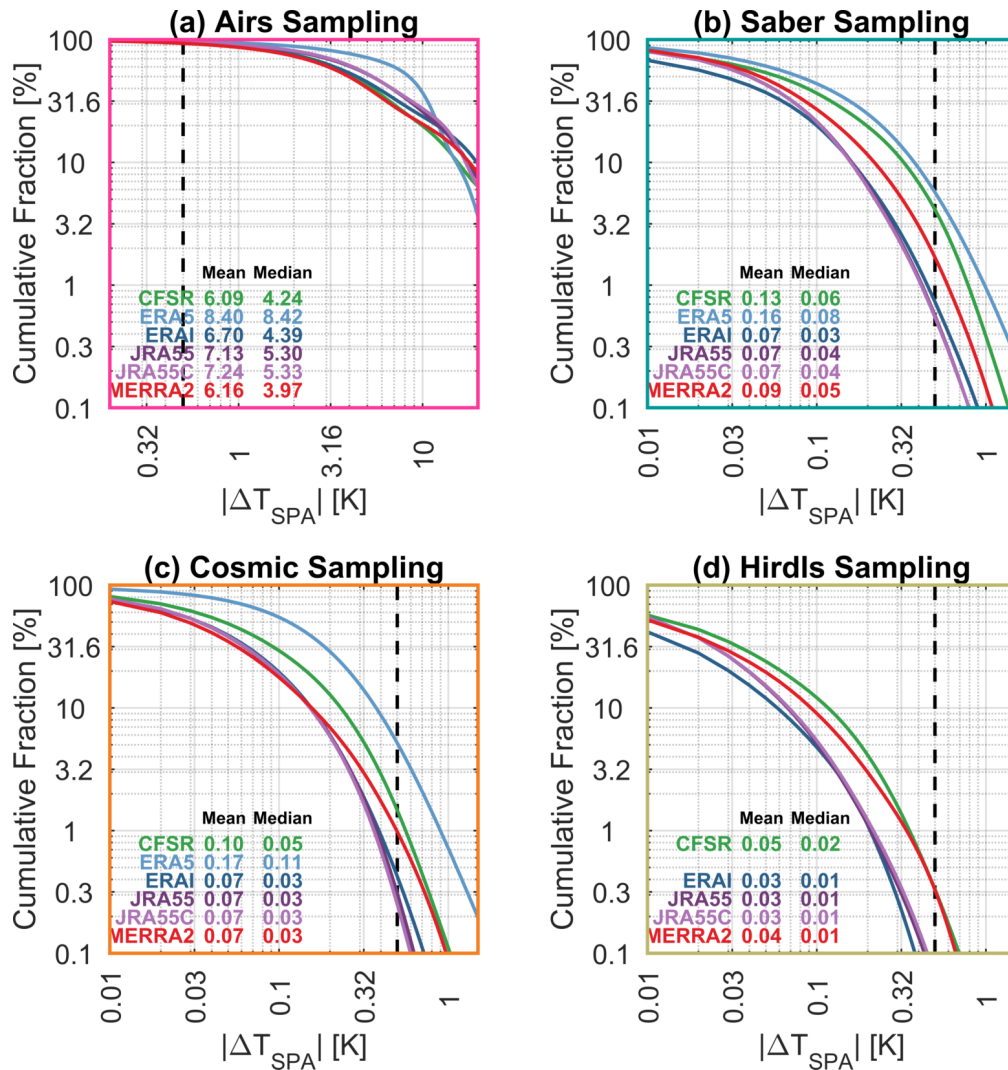 (a) Airs Sampling
Cumulative Fraction [%]
100
31.6
10
3.2
1
0.3
0.1
Mean Median
CFSR 6.09 4.24
ERA5 8.40 8.42
ERAI 6.70 4.39
JRA55 7.13 5.30
JRA55C 7.24 5.33
MERRA2 6.16 3.97
0.32 1 3.16 10
|ΔT_SPA| [K]
(b) Saber Sampling
Cumulative Fraction [%]
100
31.6
10
3.2
1
0.3
0.1
Mean Median
CFSR 0.13 0.06
ERA5 0.16 0.08
ERAI 0.07 0.03
JRA55 0.07 0.04
JRA55C 0.07 0.04
MERRA2 0.09 0.05
0.01 0.03 0.1 0.32 1
|ΔT_SPA| [K]
(c) Cosmic Sampling
Cumulative Fraction [%]
100
31.6
10
3.2
1
0.3
0.1
Mean Median
CFSR 0.10 0.05
ERA5 0.17 0.11
ERAI 0.07 0.03
JRA55 0.07 0.03
JRA55C 0.07 0.03
MERRA2 0.07 0.03
0.01 0.03 0.1 0.32 1
|ΔT_SPA| [K]
(d) Hirdls Sampling
Cumulative Fraction [%]
100
31.6
10
3.2
1
0.3
0.1
Mean Median
CFSR 0.05 0.02
ERAI 0.03 0.01
JRA55 0.03 0.01
JRA55C 0.03 0.01
MERRA2 0.04 0.01
0.01 0.03 0.1 0.32 1
|ΔT_SPA| [K]